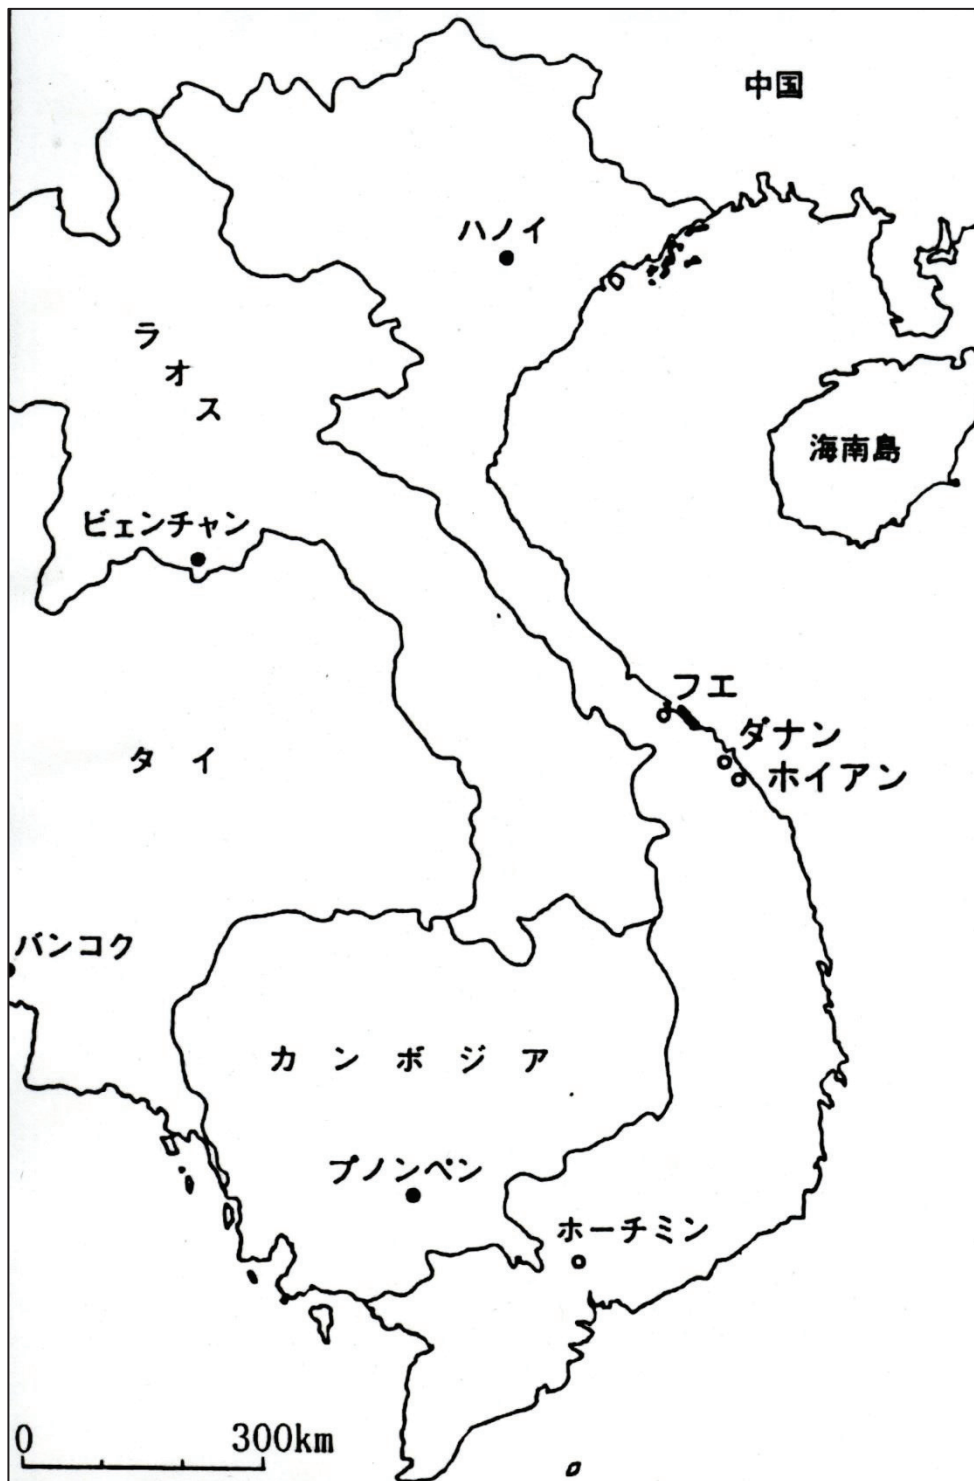 中国
ハノイ
ラオス
海南島
ビェンチャン
フエ
ダナン
タイ
ホイアン
バンコク
カンボジア
プノンペン
ホーチミン
0 300km